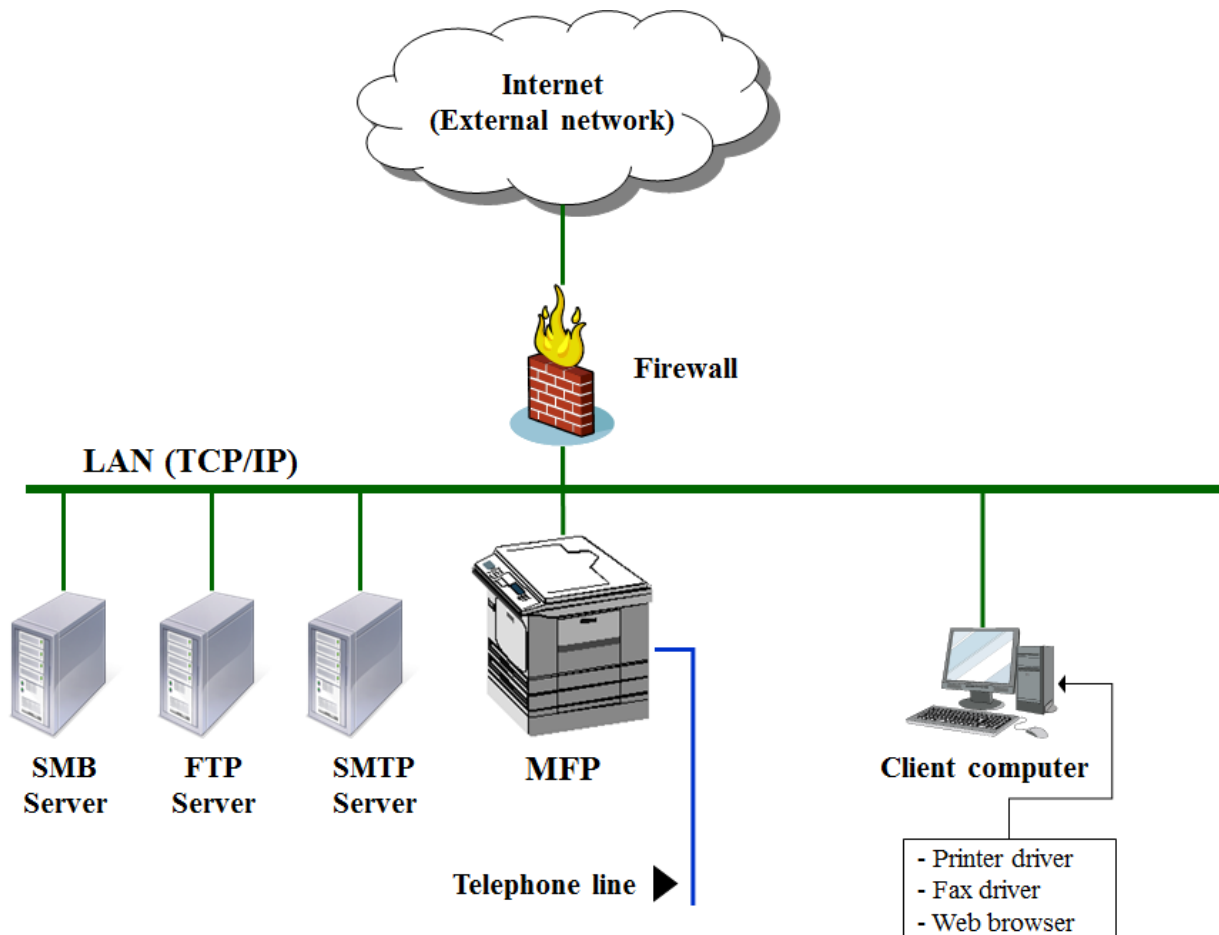 Internet
(External network)
Firewall
LAN (TCP/IP)
SMB
Server
FTP
Server
SMTP
Server
MFP
Client computer
Telephone line
- Printer driver
- Fax driver
- Web browser